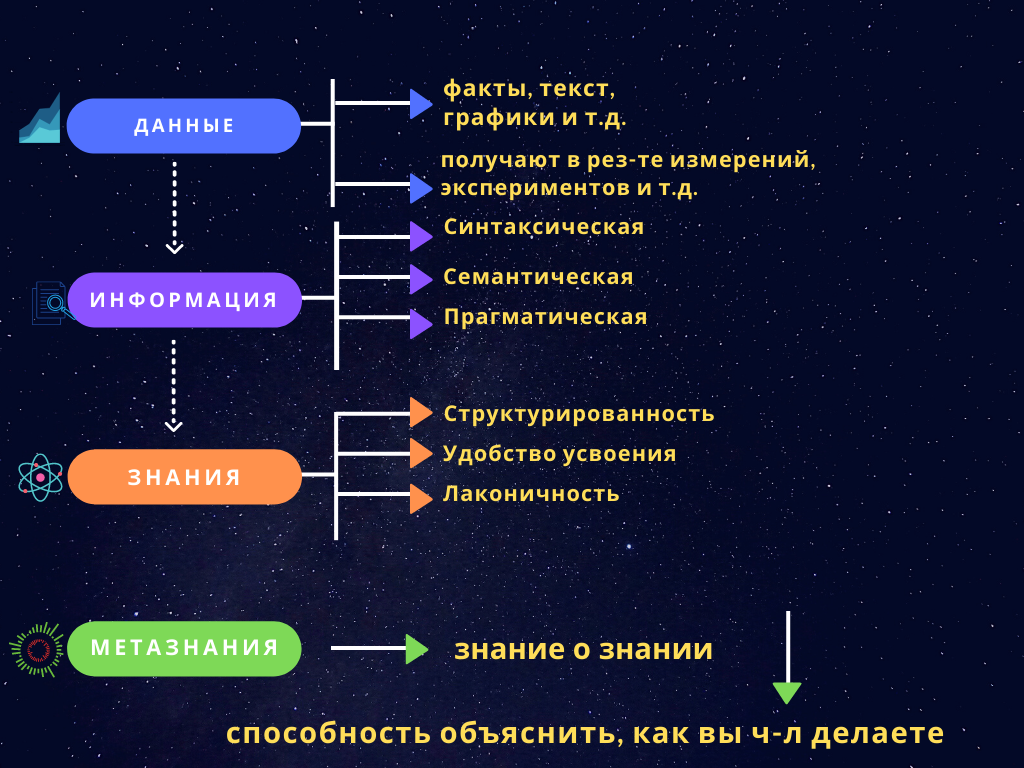 ДАННЫЕ
факты, текст,
графики и т.д.
получают в рез-те измерений,
экспериментов и т.д.
ИНФОРМАЦИЯ
Синтаксическая
Семантическая
Прагматическая
ЗНАНИЯ
Структурированность
Удобство усвоения
Лаконичность
МЕТАЗНАНИЯ
знание о знании
способность объяснить, как вы ч-л делаете